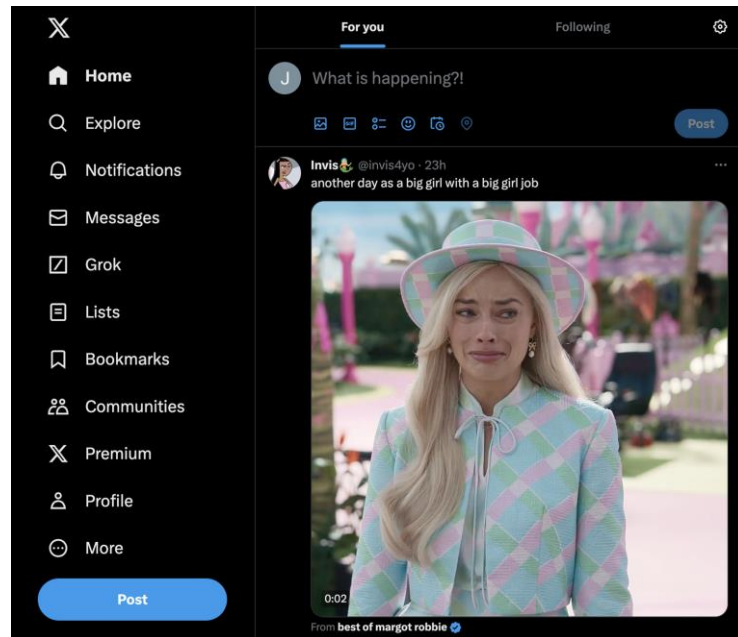 Home
Explore
Notifications
Messages
Grok
Lists
Bookmarks
Communities
Premium
Profile
More
Post
For you
Following
J
What is happening?!
GIF
Post
Invis @invis4yo · 23h
another day as a big girl with a big girl job
0:02
From best of margot robbie